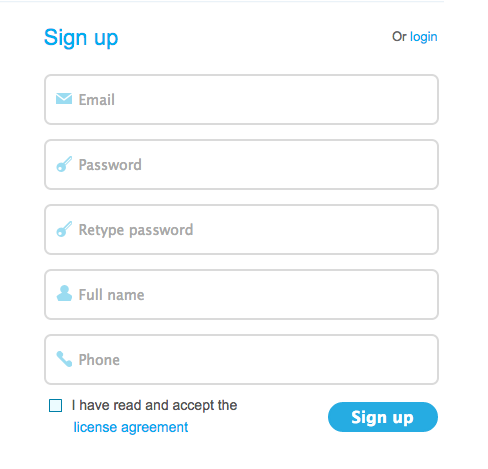 Sign up
Or login
Email
Password
Retype password
Full name
Phone
I have read and accept the
license agreement
Sign up